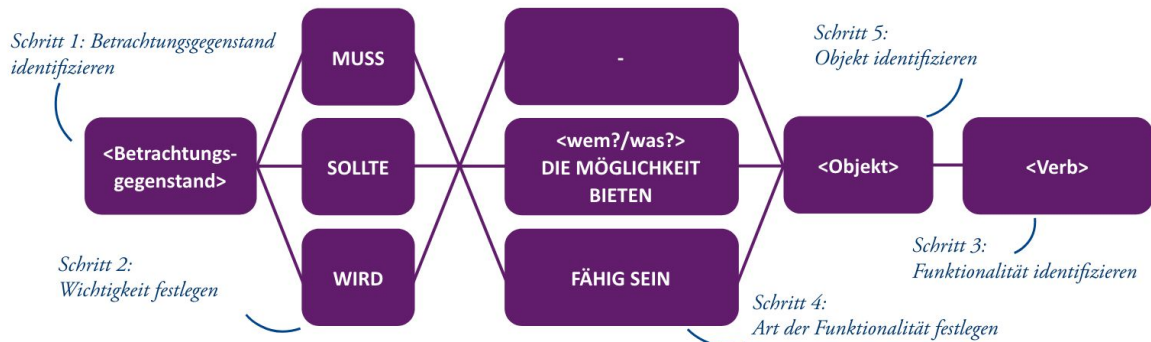 Schritt 1: Betrachtungsgegenstand
identifizieren
<Betrachtungs-
gegenstand>
MUSS
SOLLTE
WIRD
Schritt 2:
Wichtigkeit festlegen
-
<wem?/was?>
DIE MÖGLICHKEIT
BIETEN
FÄHIG SEIN
Schritt 4:
Art der Funktionalität festlegen
Schritt 5:
Objekt identifizieren
<Objekt>
<Verb>
Schritt 3:
Funktionalität identifizieren